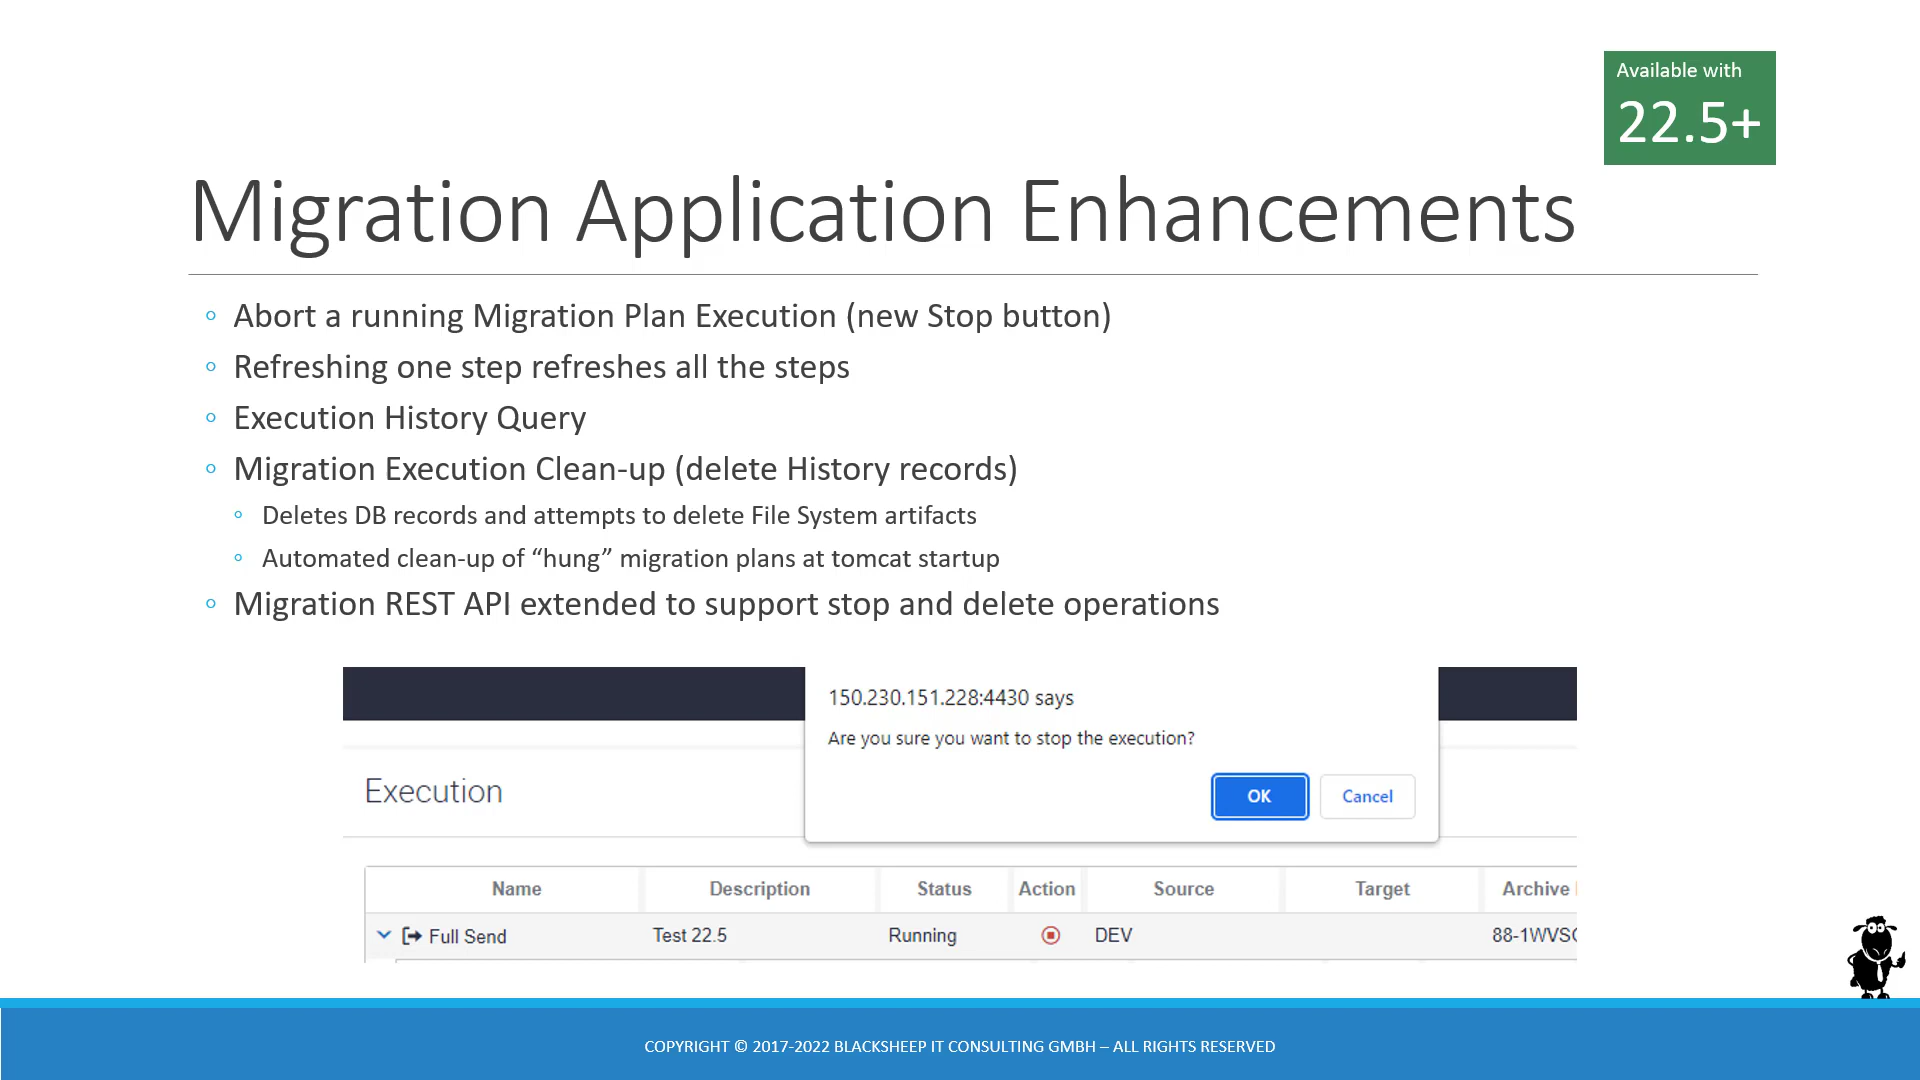 Available with
22.5+
Migration Application Enhancements
Abort a running Migration Plan Execution (new Stop button)
Refreshing one step refreshes all the steps
Execution History Query
Migration Execution Clean-up (delete History records)
Deletes DB records and attempts to delete File System artifacts
Automated clean-up of “hung” migration plans at tomcat startup
Migration REST API extended to support stop and delete operations
150.230.151.228:4430 says
Are you sure you want to stop the execution?
OK Cancel
Execution
Name Description Status Action Source Target Archive
Full Send Test 22.5 Running DEV 88-1WVS
COPYRIGHT © 2017-2022 BLACKSHEEP IT CONSULTING GMBH – ALL RIGHTS RESERVED